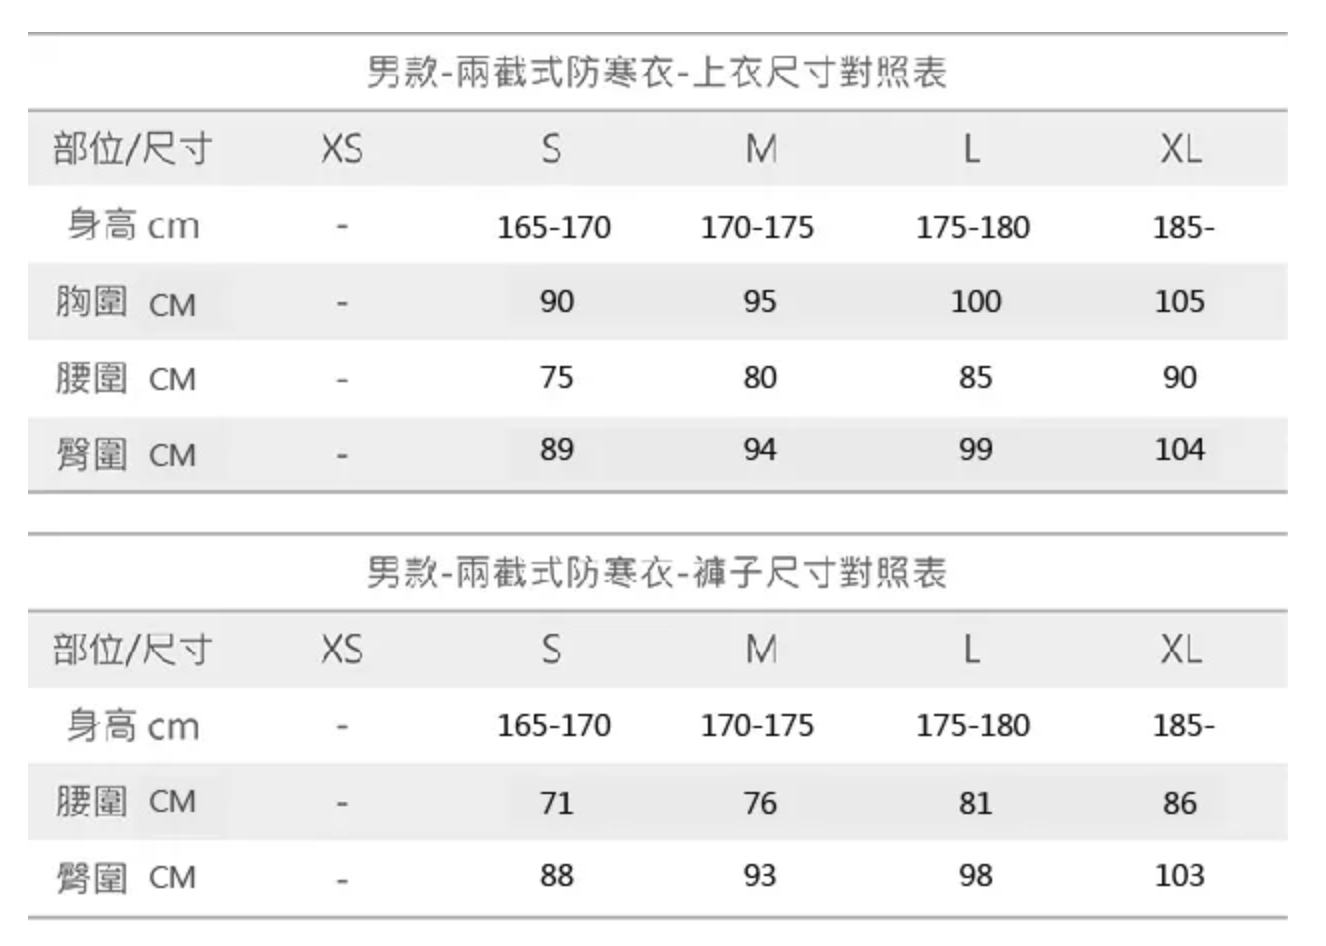 男款-兩截式防寒衣-上衣尺寸對照表
部位/尺寸 XS S M L XL
身高 cm - 165-170 170-175 175-180 185-
胸圍 CM - 90 95 100 105
腰圍 CM - 75 80 85 90
臀圍 CM - 89 94 99 104
男款-兩截式防寒衣-褲子尺寸對照表
部位/尺寸 XS S M L XL
身高 cm - 165-170 170-175 175-180 185-
腰圍 CM - 71 76 81 86
臀圍 CM - 88 93 98 103